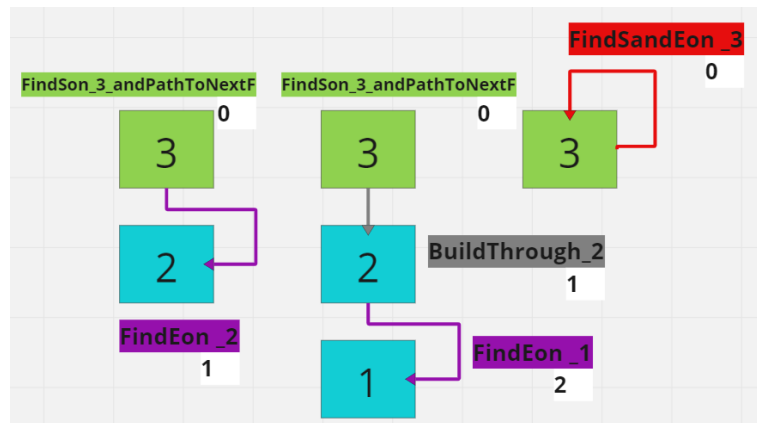 FindSandEon _3
0
FindSon_3_andPathToNextF
0
FindSon_3_andPathToNextF
0
3
3
3
2
2
BuildThrough_2
1
FindEon _2
1
FindEon _1
2
1